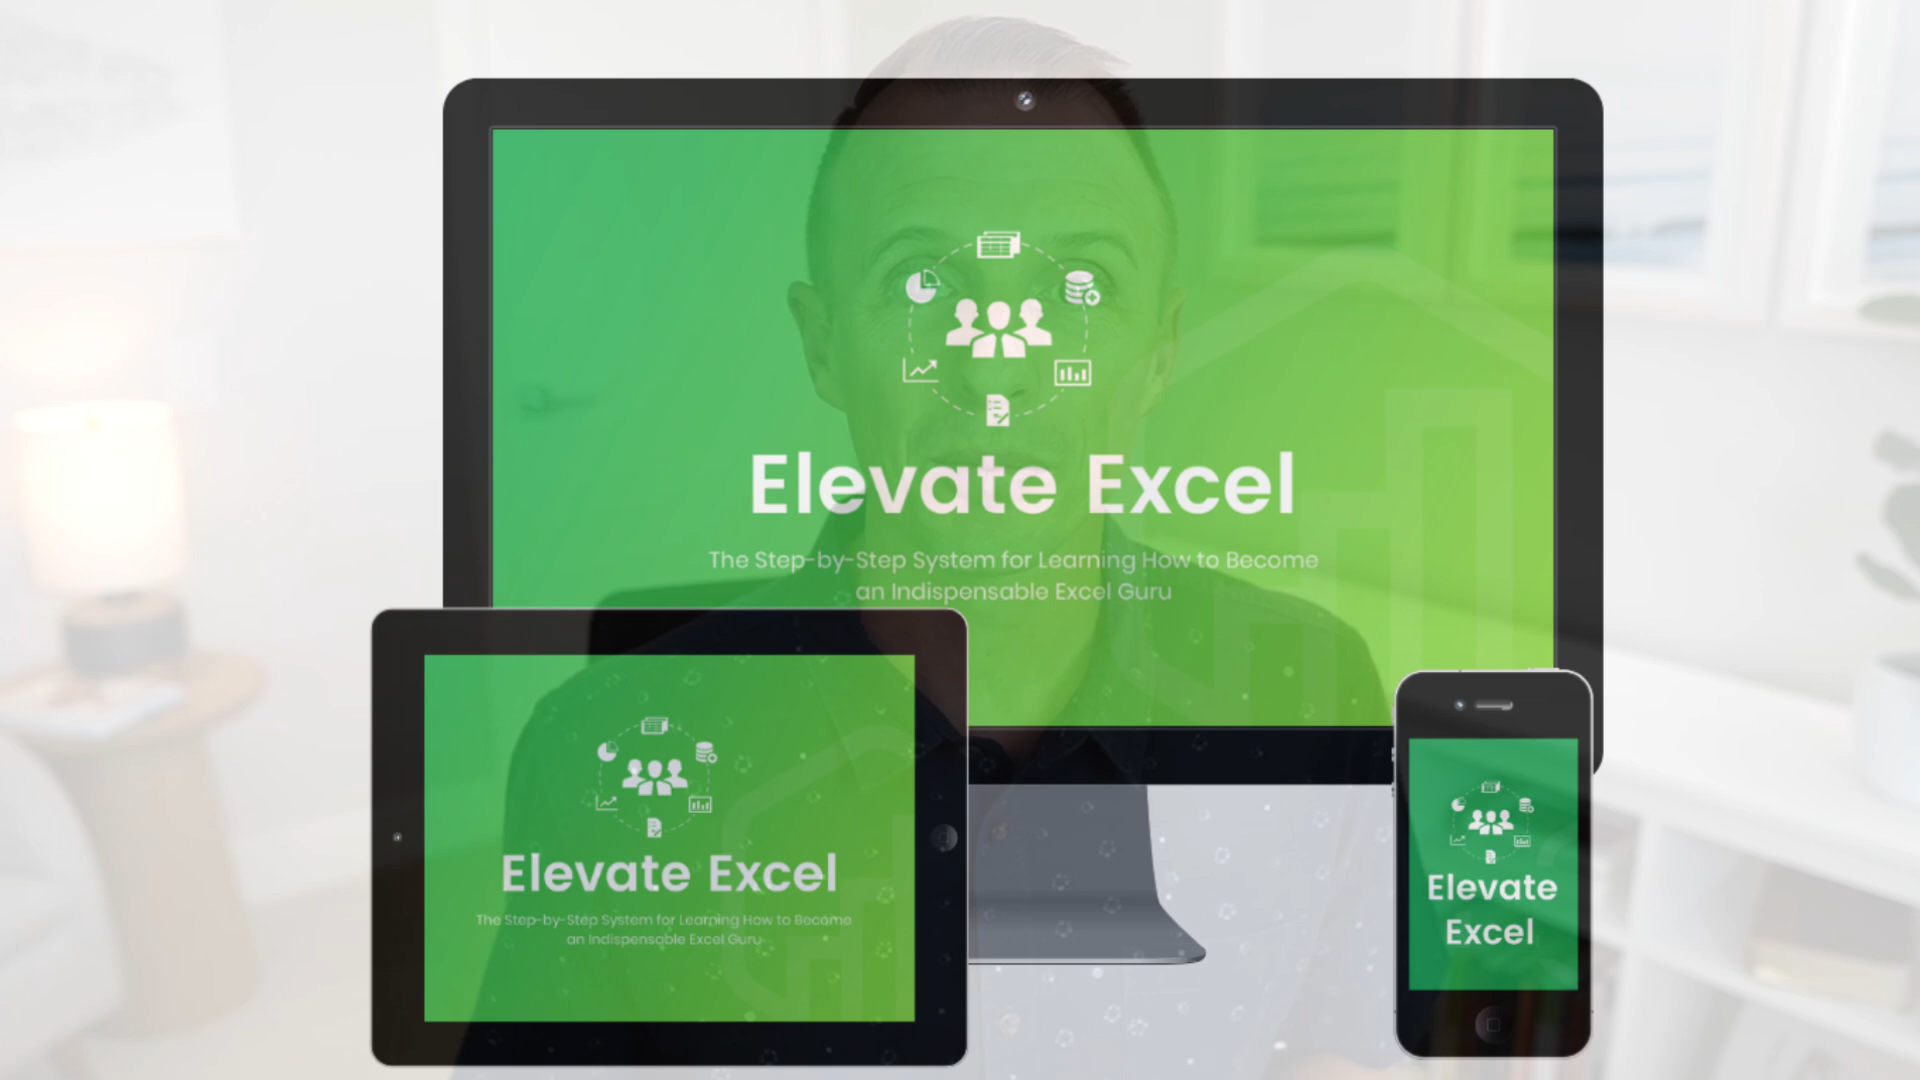 Elevate Excel
The Step-by-Step System for Learning How to Become
an Indispensable Excel Guru
Elevate Excel
The Step-by-Step System for Learning How to Become
an Indispensable Excel Guru
Elevate
Excel